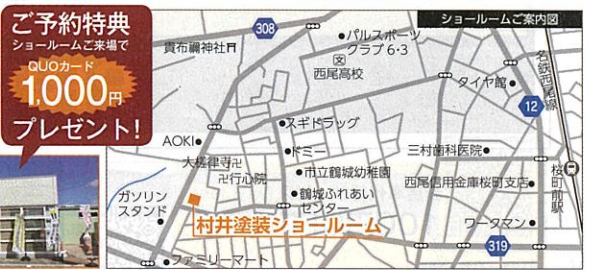 ご予約特典
ショールームご来場で
QUOカード
1,000円
プレゼント!
ショールームご案内図
308
貴布禰神社
パルスポーツ
クラブ6・3
文
西尾高校
名鉄西尾線
タイヤ館
12
スギドラッグ
AOKI
ドミー
三村歯科医院
大槎律寺卍
卍行心院
市立鶴城幼稚園
桜町前駅
西尾信用金庫桜町支店
鶴城ふれあい
センター
ガソリン
スタンド
村井塗装ショールーム
ワークマン
319
ファミリーマート